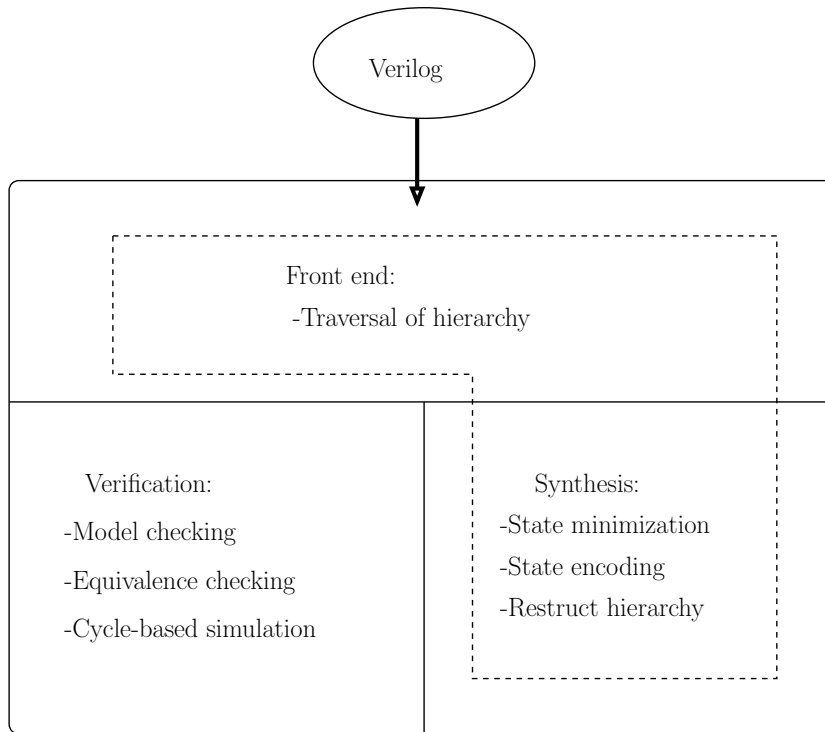 Verilog
Front end:
-Traversal of hierarchy
Verification:
-Model checking
-Equivalence checking
-Cycle-based simulation
Synthesis:
-State minimization
-State encoding
-Restruct hierarchy